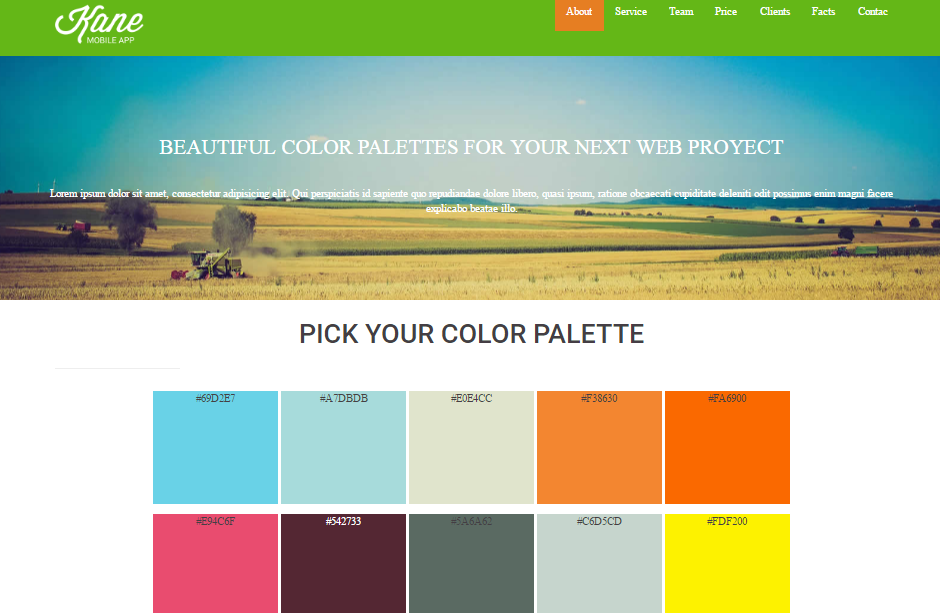 Kane
MOBILE APP
About Service Team Price Clients Facts Contac
BEAUTIFUL COLOR PALETTES FOR YOUR NEXT WEB PROYECT
Lorem ipsum dolor sit amet, consectetur adipisicing elit. Qui perspiciatis id sapiente quo repudiandae dolore libero, quasi ipsum, ratione obcaecati cupiditate deleniti odit possimus enim magni facere
explicabo beatae illo.
PICK YOUR COLOR PALETTE
#69D2E7 #A7DBDB #E0E4CC #F38630 #FA6900
#E94C6F #542733 #5A6A62 #C6D5CD #FDF200